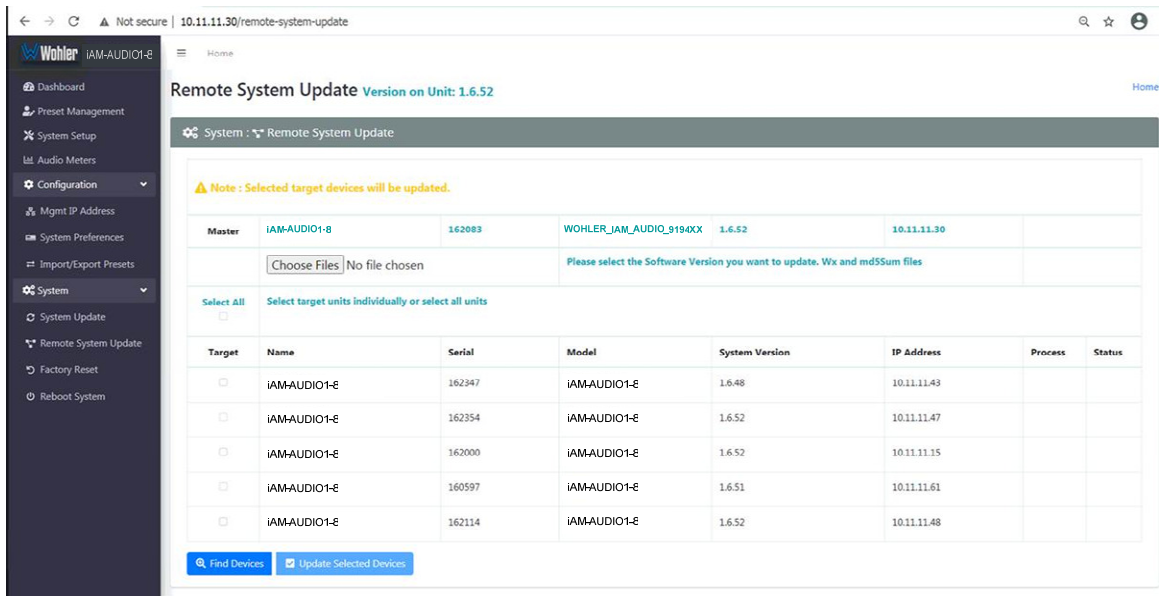 Not secure | 10.11.11.30/remote-system-update
Wohler iAM-AUDIO1-8
Home
Dashboard
Preset Management
System Setup
Audio Meters
Configuration
Mgmt IP Address
System Preferences
Import/Export Presets
System
System Update
Remote System Update
Factory Reset
Reboot System
Remote System Update Version on Unit: 1.6.52
Home
System : Remote System Update
Note : Selected target devices will be updated.
Master iAM-AUDIO1-8 162083 WOHLER_IAM_AUDIO_9194XX 1.6.52 10.11.11.30
Choose Files No file chosen Please select the Software Version you want to update. Wx and md5Sum files
Select All Select target units individually or select all units
Target Name Serial Model System Version IP Address Process Status
iAM-AUDIO1-8 162347 iAM-AUDIO1-8 1.6.48 10.11.11.43
iAM-AUDIO1-8 162354 iAM-AUDIO1-8 1.6.52 10.11.11.47
iAM-AUDIO1-8 162000 iAM-AUDIO1-8 1.6.52 10.11.11.15
iAM-AUDIO1-8 160597 iAM-AUDIO1-8 1.6.51 10.11.11.61
iAM-AUDIO1-8 162114 iAM-AUDIO1-8 1.6.52 10.11.11.48
Find Devices Update Selected Devices